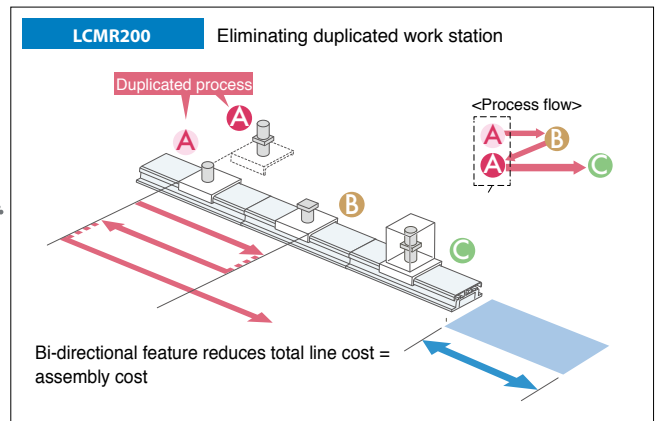 LCMR200
Eliminating duplicated work station
Duplicated process
A
A
B
C
<Process flow>
A
B
A
C
Bi-directional feature reduces total line cost =
assembly cost